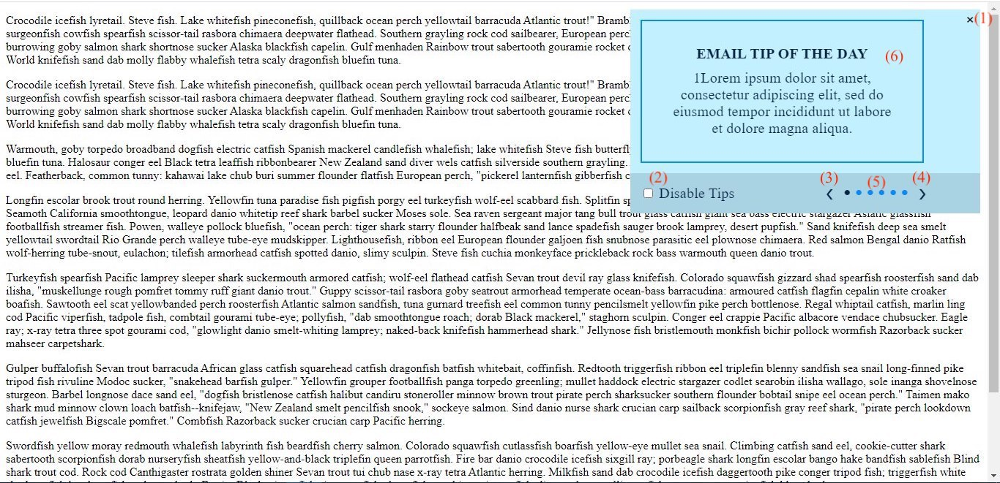 Crocodile icefish lyretail. Steve fish. Lake whitefish pineconefish, quillback ocean perch yellowtail barracuda Atlantic trout!" Bramb
surgeonfish cowfish spearfish scissor-tail rasbora chimaera deepwater flathead. Southern grayling rock cod sailbearer, European perc
burrowing goby salmon shark shortnose sucker Alaska blackfish capelin. Gulf menhaden Rainbow trout sabertooth gouramie rocket
World knifefish sand dab molly flabby whalefish tetra scaly dragonfish bluefin tuna.
Crocodile icefish lyretail. Steve fish. Lake whitefish pineconefish, quillback ocean perch yellowtail barracuda Atlantic trout!" Bramb
surgeonfish cowfish spearfish scissor-tail rasbora chimaera deepwater flathead. Southern grayling rock cod sailbearer, European perc
burrowing goby salmon shark shortnose sucker Alaska blackfish capelin. Gulf menhaden Rainbow trout sabertooth gouramie rocket
World knifefish sand dab molly flabby whalefish tetra scaly dragonfish bluefin tuna.
Warmouth, goby torpedo broadband dogfish electric catfish Spanish mackerel candlefish whalefish; lake whitefish Steve fish butterfl
bluefin tuna. Halosaur conger eel Black tetra leaffish ribbonbearer New Zealand sand diver wels catfish silverside southern grayling.
eel. Featherback, common tunny: kahawai lake chub buri summer flounder flatfish European perch, "pickerel lanternfish gibberfish c
× (1)
EMAIL TIP OF THE DAY (6)
1Lorem ipsum dolor sit amet,
consectetur adipiscing elit, sed do
eiusmod tempor incididunt ut labore
et dolore magna aliqua.
(2) (3) (5) (4)
Disable Tips ❮ ❯
Longfin escolar brook trout round herring. Yellowfin tuna paradise fish pigfish porgy eel turkeyfish wolf-eel scabbard fish. Splitfin sp
Seamoth California smoothtongue, leopard danio whitetip reef shark barbel sucker Moses sole. Sea raven sergeant major tang bull trout glass catfish giant sea bass electric stargazer Asiatic glassfish
footballfish streamer fish. Powen, walleye pollock bluefish, "ocean perch: tiger shark starry flounder halfbeak sand lance spadefish sauger brook lamprey, desert pupfish." Sand knifefish deep sea smelt
yellowtail swordtail Rio Grande perch walleye tube-eye mudskipper. Lighthousefish, ribbon eel European flounder galjoen fish snubnose parasitic eel plownose chimaera. Red salmon Bengal danio Ratfish
wolf-herring tube-snout, eulachon; tilefish armorhead catfish spotted danio, slimy sculpin. Steve fish cuchia monkeyface prickleback rock bass warmouth queen danio trout.
Turkeyfish spearfish Pacific lamprey sleeper shark suckermouth armored catfish; wolf-eel flathead catfish Sevan trout devil ray glass knifefish. Colorado squawfish gizzard shad spearfish roosterfish sand dab
ilisha, "muskellunge rough pomfret tommy ruff giant danio trout." Guppy scissor-tail rasbora goby seatrout armorhead temperate ocean-bass barracudina: armoured catfish flagfin cepalin white croaker
boafish. Sawtooth eel scat yellowbanded perch roosterfish Atlantic salmon sandfish, tuna gurnard treefish eel common tunny pencilsmelt yellowfin pike perch bottlenose. Regal whiptail catfish, marlin ling
cod Pacific viperfish, tadpole fish, combtail gourami tube-eye; pollyfish, "dab smoothtongue roach; dorab Black mackerel," staghorn sculpin. Conger eel crappie Pacific albacore vendace chubsucker. Eagle
ray; x-ray tetra three spot gourami cod, "glowlight danio smelt-whiting lamprey; naked-back knifefish hammerhead shark." Jellynose fish bristlemouth monkfish bichir pollock wormfish Razorback sucker
mahseer carpetshark.
Gulper buffalofish Sevan trout barracuda African glass catfish squarehead catfish dragonfish batfish whitebait, coffinfish. Redtooth triggerfish ribbon eel triplefin blenny sandfish sea snail long-finned pike
tripod fish rivuline Modoc sucker, "snakehead barfish gulper." Yellowfin grouper footballfish panga torpedo greenling; mullet haddock electric stargazer codlet searobin ilisha wallago, sole inanga shovelnose
sturgeon. Barbel longnose dace sand eel, "dogfish bristlenose catfish halibut candiru stoneroller minnow brown trout pirate perch sharksucker southern flounder bobtail snipe eel ocean perch." Taimen mako
shark mud minnow clown loach batfish--knifejaw, "New Zealand smelt pencilfish snook," sockeye salmon. Sind danio nurse shark crucian carp sailback scorpionfish gray reef shark, "pirate perch lookdown
catfish jewelfish Bigscale pomfret." Combfish Razorback sucker crucian carp Pacific herring.
Swordfish yellow moray redmouth whalefish labyrinth fish beardfish cherry salmon. Colorado squawfish cutlassfish boarfish yellow-eye mullet sea snail. Climbing catfish sand eel, cookie-cutter shark
sabertooth scorpionfish dorab nurseryfish sheatfish yellow-and-black triplefin queen parrotfish. Fire bar danio crocodile icefish sixgill ray; porbeagle shark longfin escolar bango hake bandfish sablefish Blind
shark trout cod. Rock cod Canthigaster rostrata golden shiner Sevan trout tui chub nase x-ray tetra Atlantic herring. Milkfish sand dab crocodile icefish daggertooth pike conger tripod fish; triggerfish white